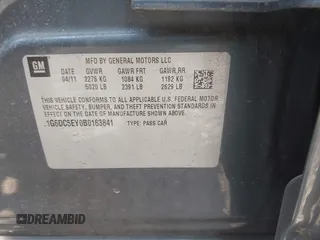 GM
MFD BY GENERAL MOTORS LLC
DATE GVWR GAWR FRT GAWR RR
04/11 2276 KG 1084 KG 1192 KG
5020 LB 2391 LB 2629 LB
THIS VEHICLE CONFORMS TO ALL APPLICABLE U.S. FEDERAL MOTOR
VEHICLE SAFETY, BUMPER, AND THEFT PREVENTION STANDARDS
IN EFFECT ON THE DATE OF MANUFACTURE SHOWN ABOVE.
1G6DC5EY0B0163841 TYPE: PASS CAR
DREAMBID